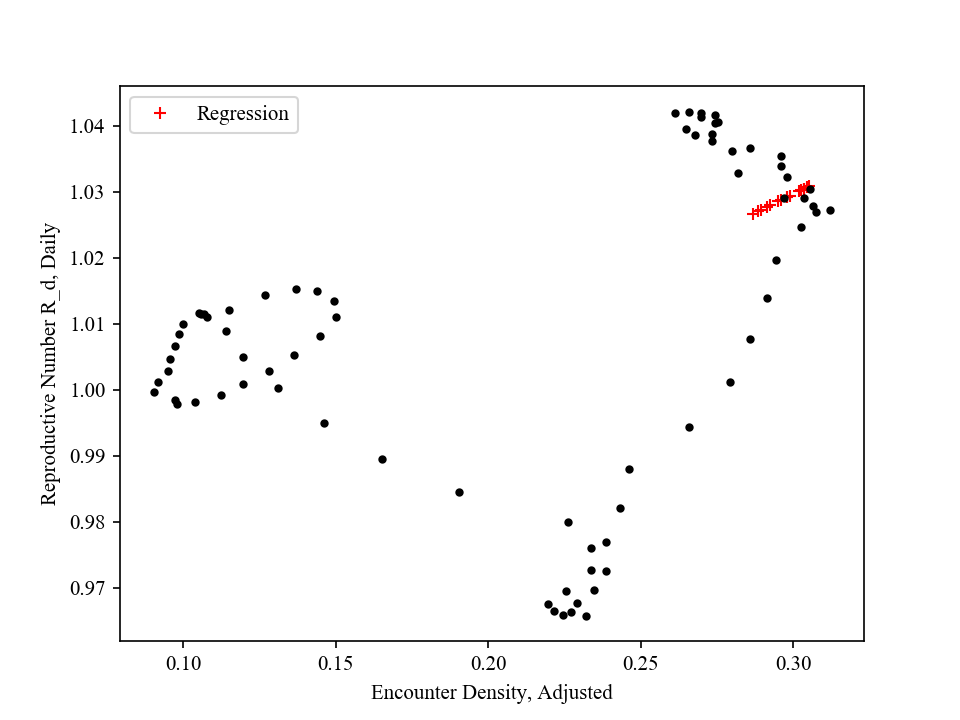 Regression
1.04
1.03
1.02
1.01
1.00
0.99
0.98
0.97
Reproductive Number R_d, Daily
0.10 0.15 0.20 0.25 0.30
Encounter Density, Adjusted